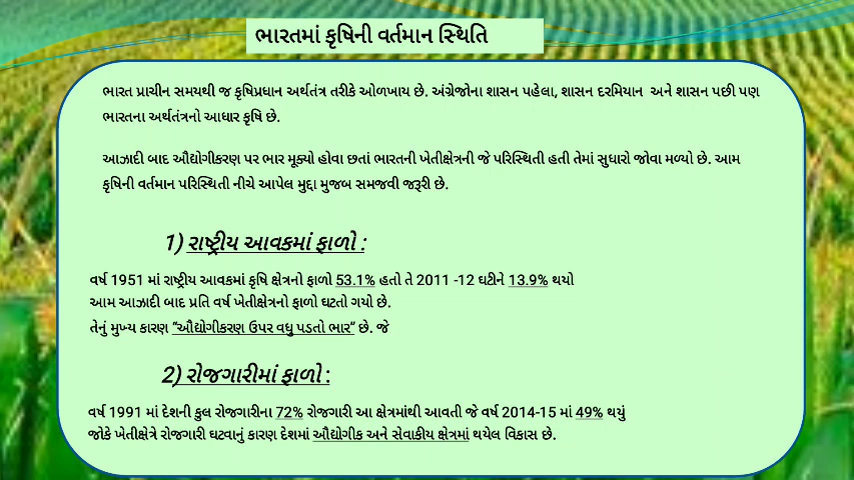 ભારતમાં કૃષિની વર્તમાન સ્થિતિ
ભારત પ્રાચીન સમયથી જ કૃષિપ્રધાન અર્થતંત્ર તરીકે ઓળખાય છે. અંગ્રેજોના શાસન પહેલા, શાસન દરમિયાન અને શાસન પછી પણ
ભારતના અર્થતંત્રનો આધાર કૃષિ છે.
આઝાદી બાદ ઔદ્યોગીકરણ પર ભાર મૂક્યો હોવા છતાં ભારતની ખેતીક્ષેત્રની જે પરિસ્થિતી હતી તેમાં સુધારો જોવા મળ્યો છે. આમ
કૃષિની વર્તમાન પરિસ્થિતી નીચે આપેલ મુદ્દા મુજબ સમજવી જરૂરી છે.
1) રાષ્ટ્રીય આવકમાં ફાળો :
વર્ષ 1951 માં રાષ્ટ્રીય આવકમાં કૃષિ ક્ષેત્રનો ફાળો 53.1% હતો તે 2011 -12 ઘટીને 13.9% થયો
આમ આઝાદી બાદ પ્રતિ વર્ષ ખેતીક્ષેત્રનો ફાળો ઘટતો ગયો છે.
તેનું મુખ્ય કારણ "ઔદ્યોગીકરણ ઉપર વધુ પડતો ભાર" છે. જે
2) રોજગારીમાં ફાળો :
વર્ષ 1991 માં દેશની કુલ રોજગારીના 72% રોજગારી આ ક્ષેત્રમાંથી આવતી જે વર્ષ 2014-15 માં 49% થયું
જોકે ખેતીક્ષેત્રે રોજગારી ઘટવાનું કારણ દેશમાં ઔદ્યોગીક અને સેવાકીય ક્ષેત્રમાં થયેલ વિકાસ છે.